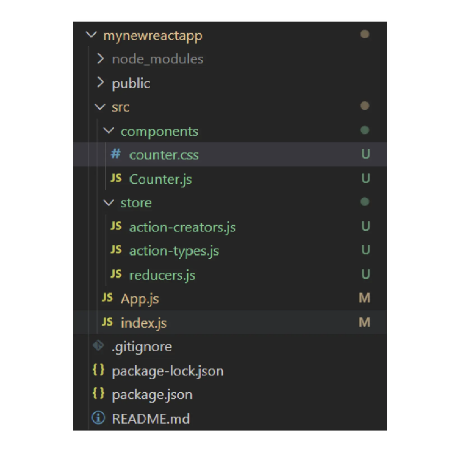 mynewreactapp
node_modules
public
src
components
# counter.css U
JS Counter.js U
store
JS action-creators.js U
JS action-types.js U
JS reducers.js U
JS App.js M
JS index.js M
.gitignore
{} package-lock.json
{} package.json
README.md